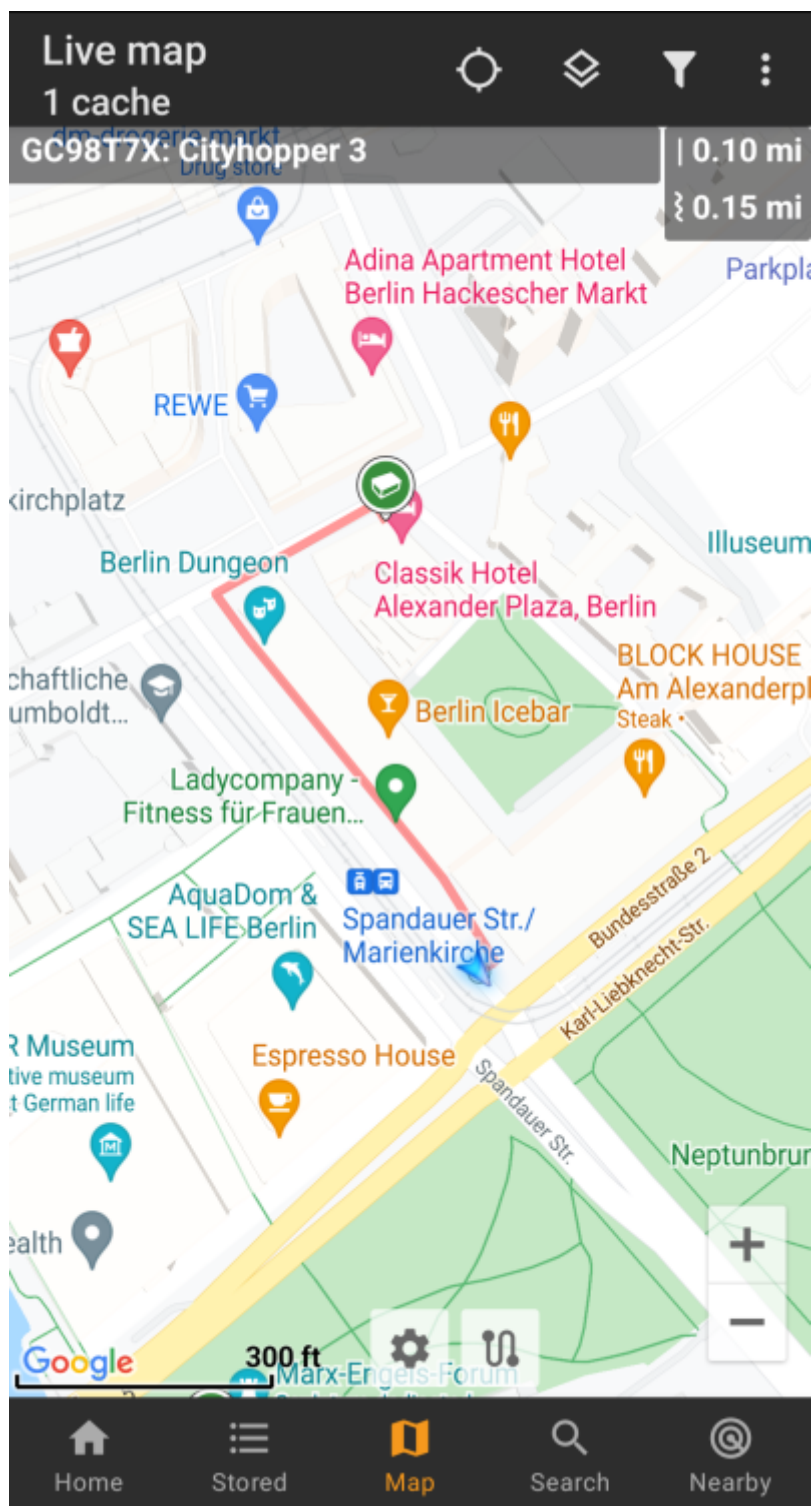 Live map
1 cache
dm-drogerie markt
Drug store
GC98T7X: Cityhopper 3
0.10 mi
0.15 mi
Adina Apartment Hotel
Berlin Hackescher Markt
REWE
kirchplatz
Berlin Dungeon
Illuseum
Classik Hotel
Alexander Plaza, Berlin
chaftliche
umboldt...
BLOCK HOUSE
Am Alexanderpl
Steak •
Berlin Icebar
Ladycompany -
Fitness für Frauen...
Bundesstraße 2
AquaDom &
SEA LIFE Berlin
Spandauer Str./
Marienkirche
Karl-Liebknecht-Str.
R Museum
tive museum
t German life
Espresso House
Spandauer Str.
Neptunbrun
ealth
+
−
Google
300 ft
2
Marx-Engels-Forum
Home
Stored
Map
Search
Nearby